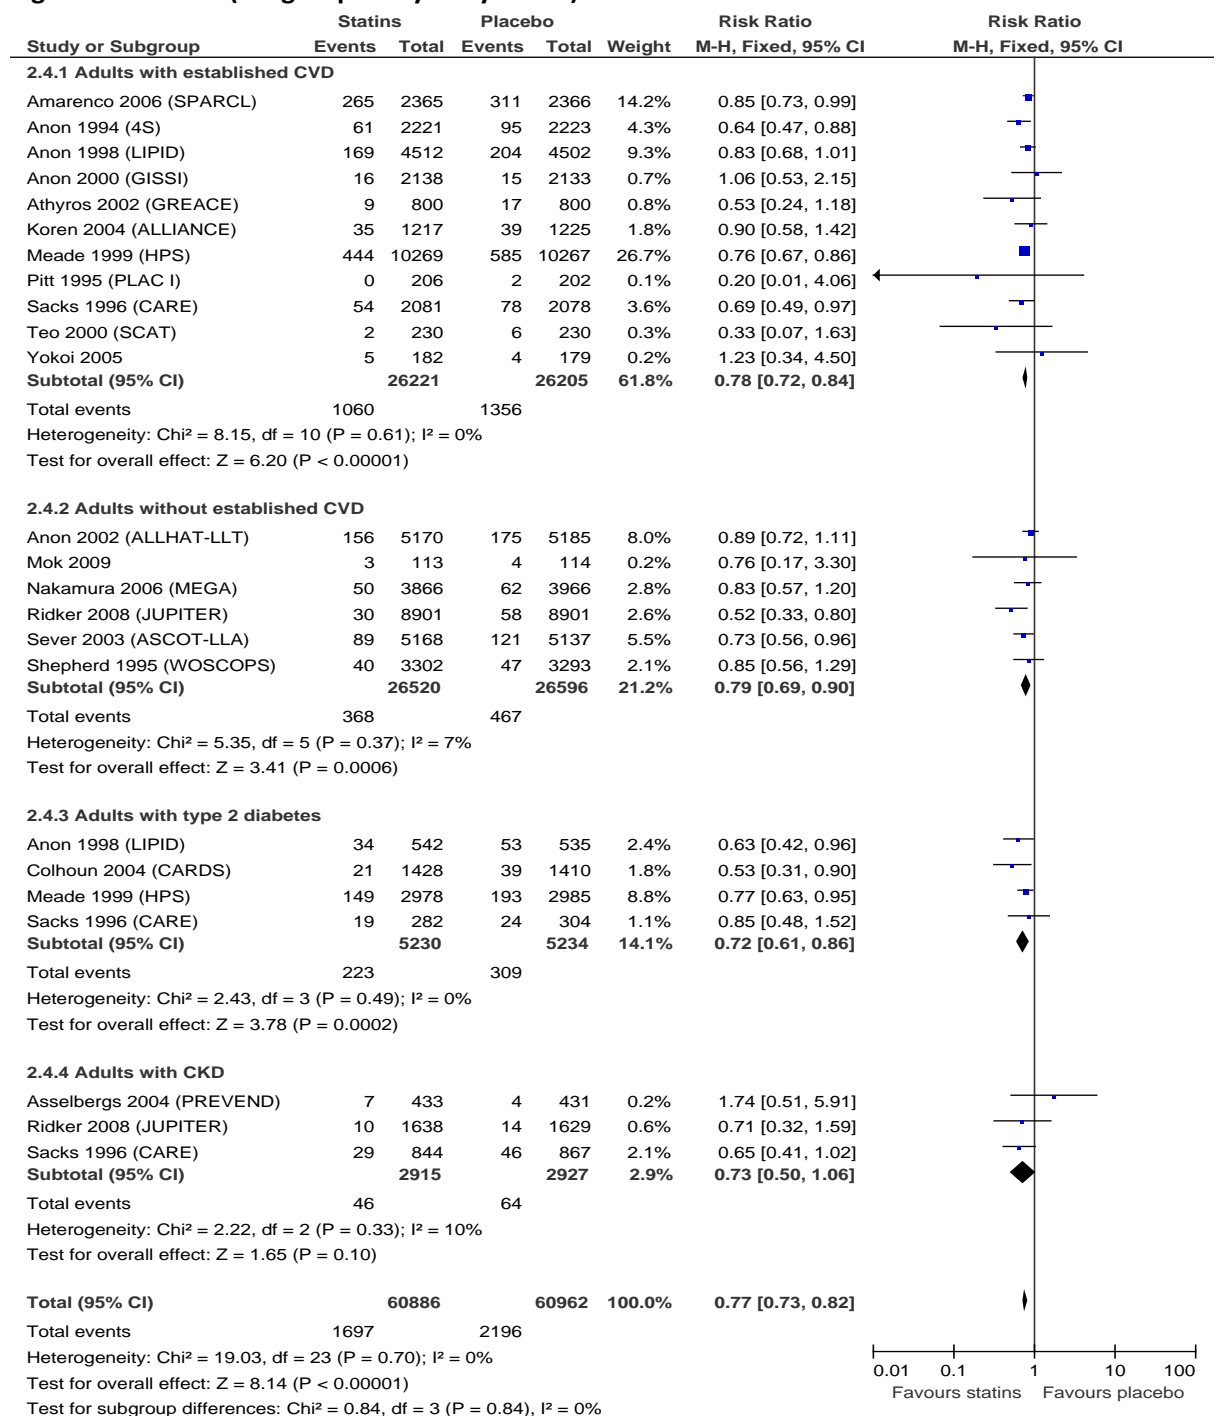 Statins Placebo Risk Ratio Risk Ratio
Study or Subgroup Events Total Events Total Weight M-H, Fixed, 95% CI M-H, Fixed, 95% CI
2.4.1 Adults with established CVD
Amarenco 2006 (SPARCL) 265 2365 311 2366 14.2% 0.85 [0.73, 0.99]
Anon 1994 (4S) 61 2221 95 2223 4.3% 0.64 [0.47, 0.88]
Anon 1998 (LIPID) 169 4512 204 4502 9.3% 0.83 [0.68, 1.01]
Anon 2000 (GISSI) 16 2138 15 2133 0.7% 1.06 [0.53, 2.15]
Athyros 2002 (GREACE) 9 800 17 800 0.8% 0.53 [0.24, 1.18]
Koren 2004 (ALLIANCE) 35 1217 39 1225 1.8% 0.90 [0.58, 1.42]
Meade 1999 (HPS) 444 10269 585 10267 26.7% 0.76 [0.67, 0.86]
Pitt 1995 (PLAC I) 0 206 2 202 0.1% 0.20 [0.01, 4.06]
Sacks 1996 (CARE) 54 2081 78 2078 3.6% 0.69 [0.49, 0.97]
Teo 2000 (SCAT) 2 230 6 230 0.3% 0.33 [0.07, 1.63]
Yokoi 2005 5 182 4 179 0.2% 1.23 [0.34, 4.50]
Subtotal (95% CI) 26221 26205 61.8% 0.78 [0.72, 0.84]
Total events 1060 1356
Heterogeneity: Chi² = 8.15, df = 10 (P = 0.61); I² = 0%
Test for overall effect: Z = 6.20 (P < 0.00001)
2.4.2 Adults without established CVD
Anon 2002 (ALLHAT-LLT) 156 5170 175 5185 8.0% 0.89 [0.72, 1.11]
Mok 2009 3 113 4 114 0.2% 0.76 [0.17, 3.30]
Nakamura 2006 (MEGA) 50 3866 62 3966 2.8% 0.83 [0.57, 1.20]
Ridker 2008 (JUPITER) 30 8901 58 8901 2.6% 0.52 [0.33, 0.80]
Sever 2003 (ASCOT-LLA) 89 5168 121 5137 5.5% 0.73 [0.56, 0.96]
Shepherd 1995 (WOSCOPS) 40 3302 47 3293 2.1% 0.85 [0.56, 1.29]
Subtotal (95% CI) 26520 26596 21.2% 0.79 [0.69, 0.90]
Total events 368 467
Heterogeneity: Chi² = 5.35, df = 5 (P = 0.37); I² = 7%
Test for overall effect: Z = 3.41 (P = 0.0006)
2.4.3 Adults with type 2 diabetes
Anon 1998 (LIPID) 34 542 53 535 2.4% 0.63 [0.42, 0.96]
Colhoun 2004 (CARDS) 21 1428 39 1410 1.8% 0.53 [0.31, 0.90]
Meade 1999 (HPS) 149 2978 193 2985 8.8% 0.77 [0.63, 0.95]
Sacks 1996 (CARE) 19 282 24 304 1.1% 0.85 [0.48, 1.52]
Subtotal (95% CI) 5230 5234 14.1% 0.72 [0.61, 0.86]
Total events 223 309
Heterogeneity: Chi² = 2.43, df = 3 (P = 0.49); I² = 0%
Test for overall effect: Z = 3.78 (P = 0.0002)
2.4.4 Adults with CKD
Asselbergs 2004 (PREVEND) 7 433 4 431 0.2% 1.74 [0.51, 5.91]
Ridker 2008 (JUPITER) 10 1638 14 1629 0.6% 0.71 [0.32, 1.59]
Sacks 1996 (CARE) 29 844 46 867 2.1% 0.65 [0.41, 1.02]
Subtotal (95% CI) 2915 2927 2.9% 0.73 [0.50, 1.06]
Total events 46 64
Heterogeneity: Chi² = 2.22, df = 2 (P = 0.33); I² = 10%
Test for overall effect: Z = 1.65 (P = 0.10)
Total (95% CI) 60886 60962 100.0% 0.77 [0.73, 0.82]
Total events 1697 2196
Heterogeneity: Chi² = 19.03, df = 23 (P = 0.70); I² = 0%
Test for overall effect: Z = 8.14 (P < 0.00001)
Test for subgroup differences: Chi² = 0.84, df = 3 (P = 0.84), I² = 0%
0.01 0.1 1 10 100
Favours statins Favours placebo